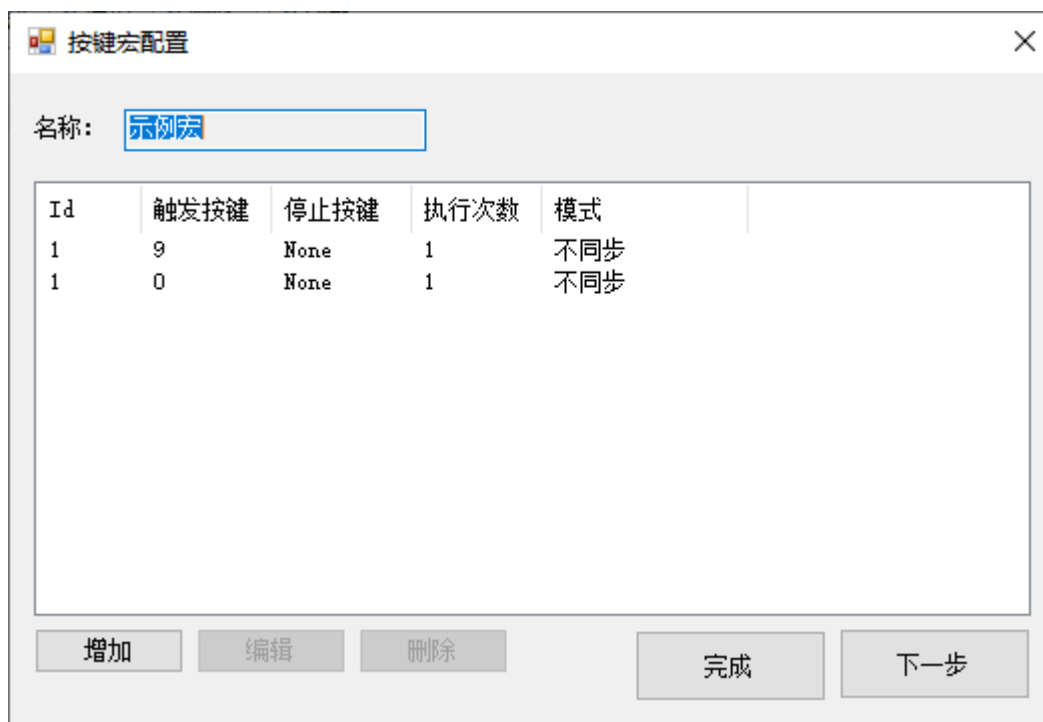 按键宏配置
名称: 示例宏
Id 触发按键 停止按键 执行次数 模式
1 9 None 1 不同步
1 0 None 1 不同步
增加 编辑 删除 完成 下一步